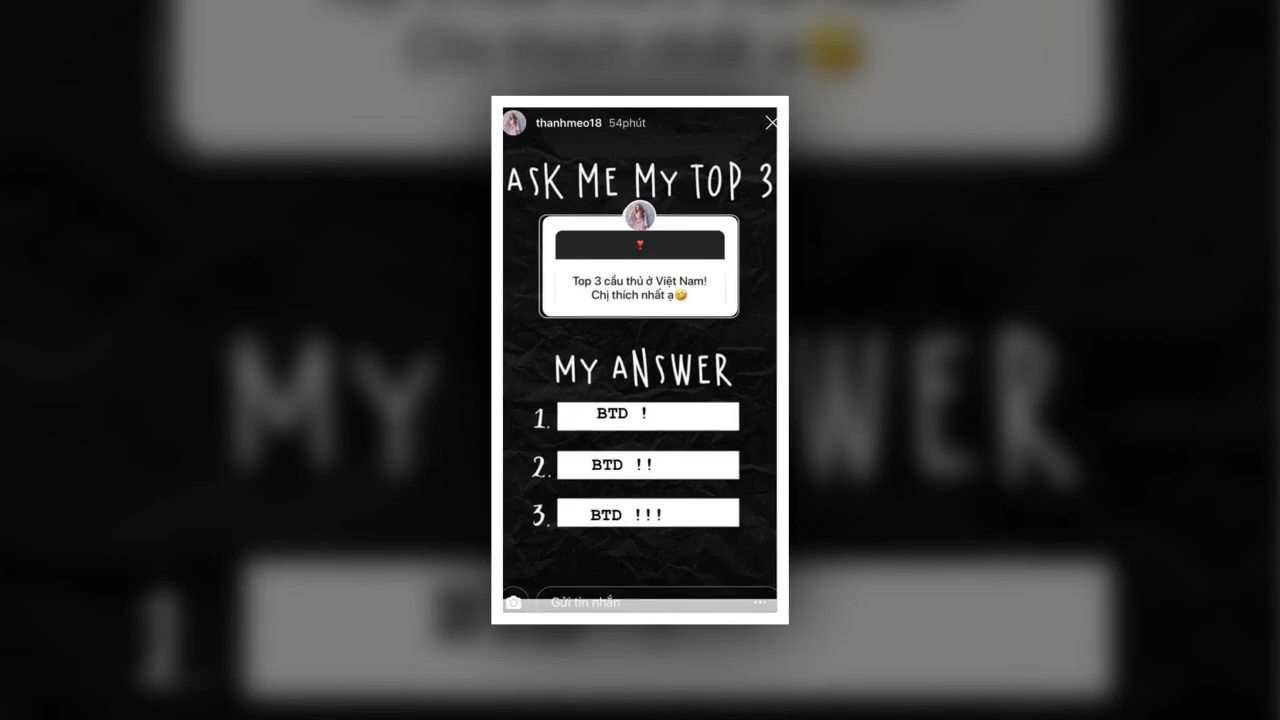 thanhmeo18 54phút
ASK ME MY TOP 3
Top 3 cầu thủ ở Việt Nam!
Chị thích nhất ạ🤣
MY ANSWER
1. BTD !
2. BTD !!
3. BTD !!!
Gửi tin nhắn